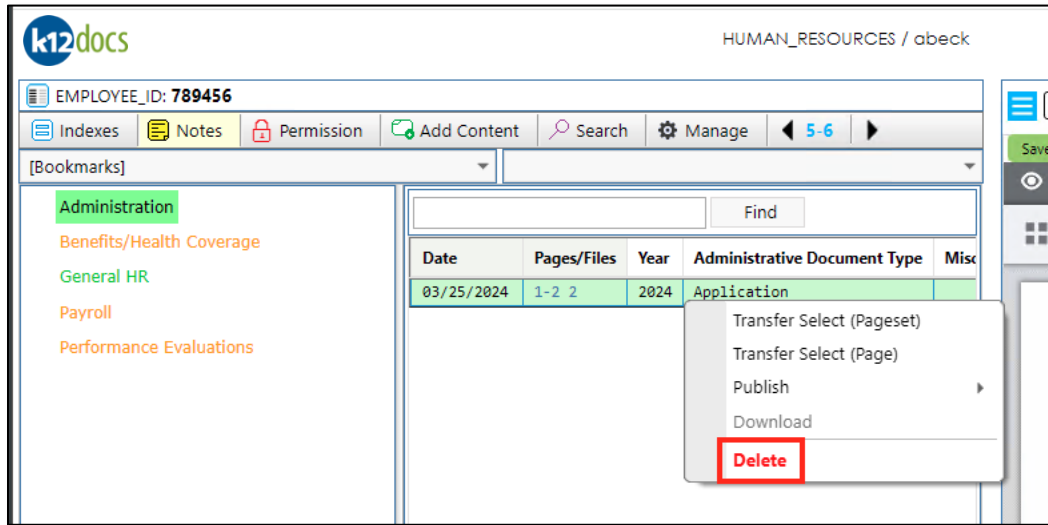 k12docs
HUMAN_RESOURCES / abeck
EMPLOYEE_ID: 789456
Indexes Notes Permission Add Content Search Manage 5-6
Save
[Bookmarks]
Administration
Benefits/Health Coverage
General HR
Payroll
Performance Evaluations
Find
Date Pages/Files Year Administrative Document Type Misc
03/25/2024 1-2 2 2024 Application
Transfer Select (Pageset)
Transfer Select (Page)
Publish
Download
Delete